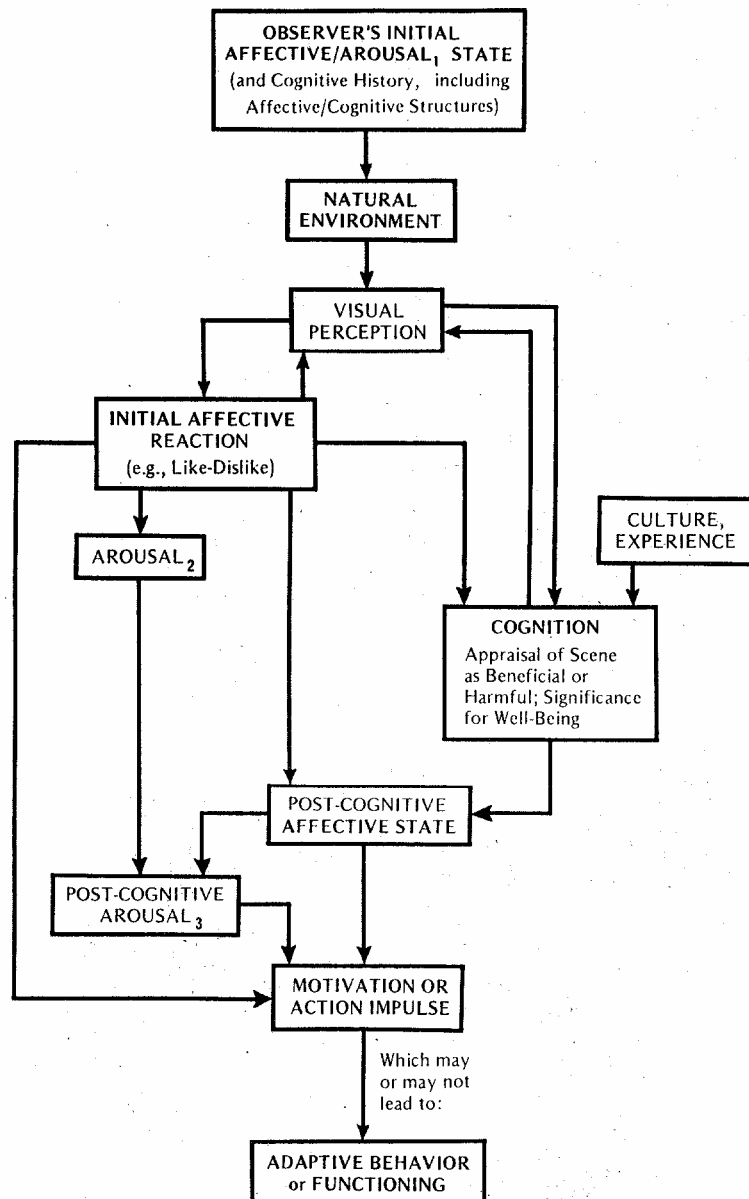 OBSERVER'S INITIAL
AFFECTIVE/AROUSAL₁ STATE
(and Cognitive History, including
Affective/Cognitive Structures)
NATURAL
ENVIRONMENT
VISUAL
PERCEPTION
INITIAL AFFECTIVE
REACTION
(e.g., Like-Dislike)
AROUSAL₂
CULTURE,
EXPERIENCE
COGNITION
Appraisal of Scene
as Beneficial or
Harmful; Significance
for Well-Being
POST-COGNITIVE
AFFECTIVE STATE
POST-COGNITIVE
AROUSAL₃
MOTIVATION OR
ACTION IMPULSE
Which may
or may not
lead to:
ADAPTIVE BEHAVIOR
or FUNCTIONING